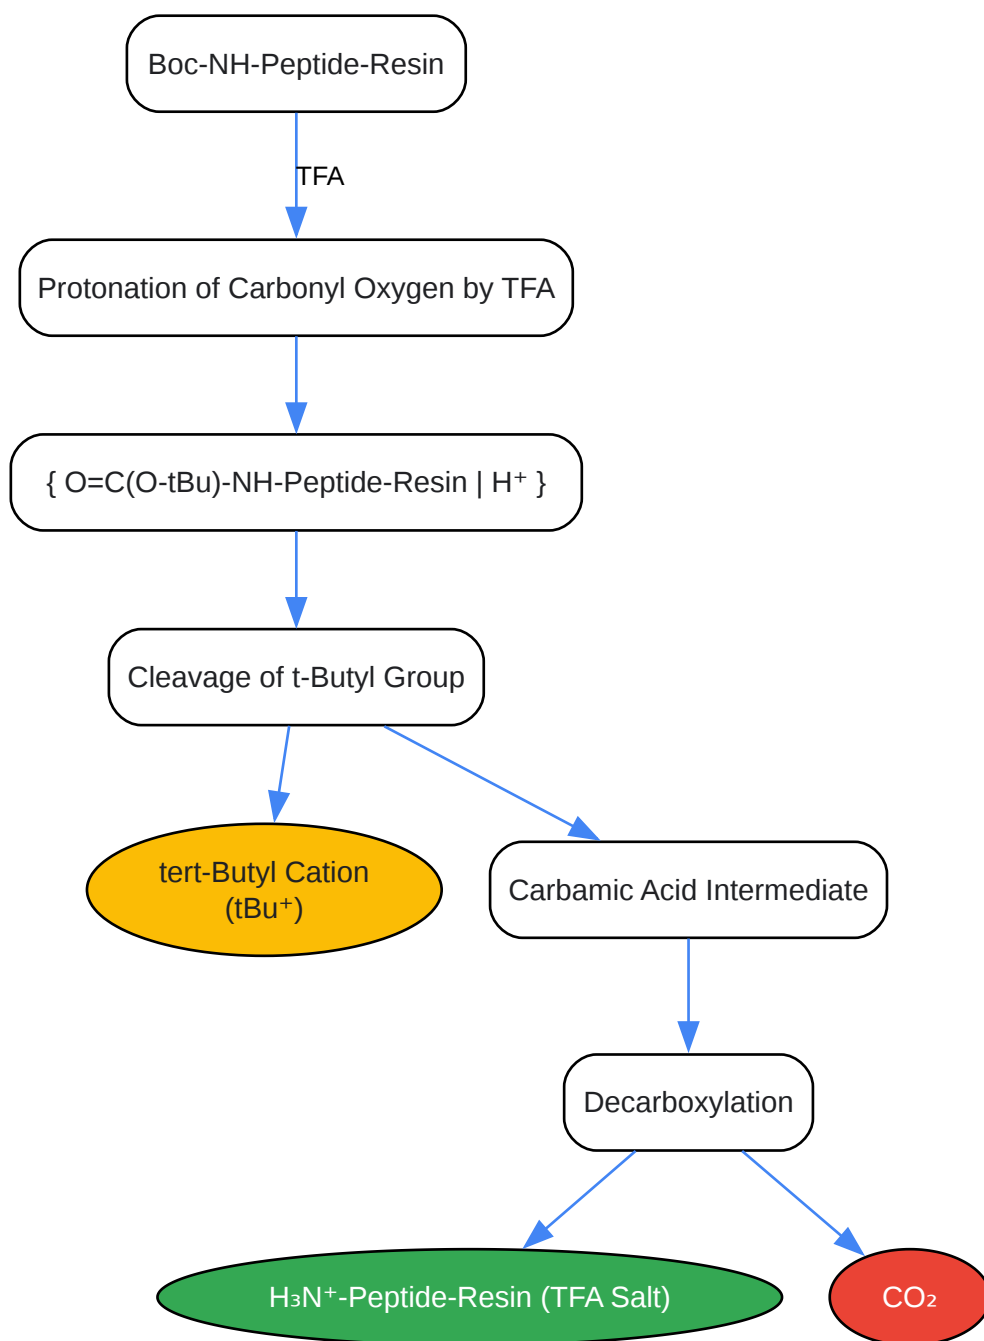 Boc-NH-Peptide-Resin
TFA
Protonation of Carbonyl Oxygen by TFA
{ O=C(O-tBu)-NH-Peptide-Resin | H⁺ }
Cleavage of t-Butyl Group
tert-Butyl Cation
(tBu⁺)
Carbamic Acid Intermediate
Decarboxylation
H₃N⁺-Peptide-Resin (TFA Salt)
CO₂